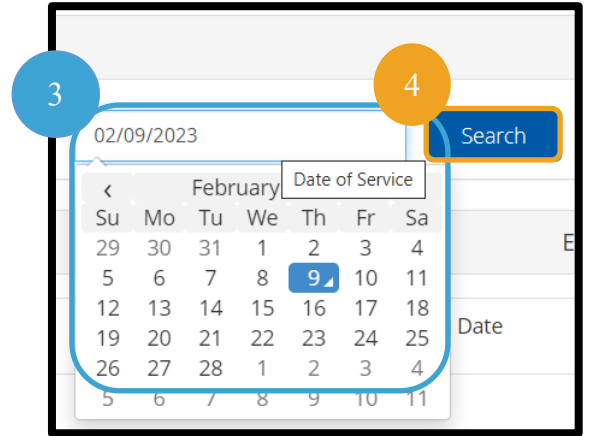 3
4
02/09/2023
Search
Date of Service
‹ February
Su Mo Tu We Th Fr Sa
29 30 31 1 2 3 4
5 6 7 8 9 10 11
12 13 14 15 16 17 18
19 20 21 22 23 24 25
26 27 28 1 2 3 4
5 6 7 8 9 10 11
E
Date